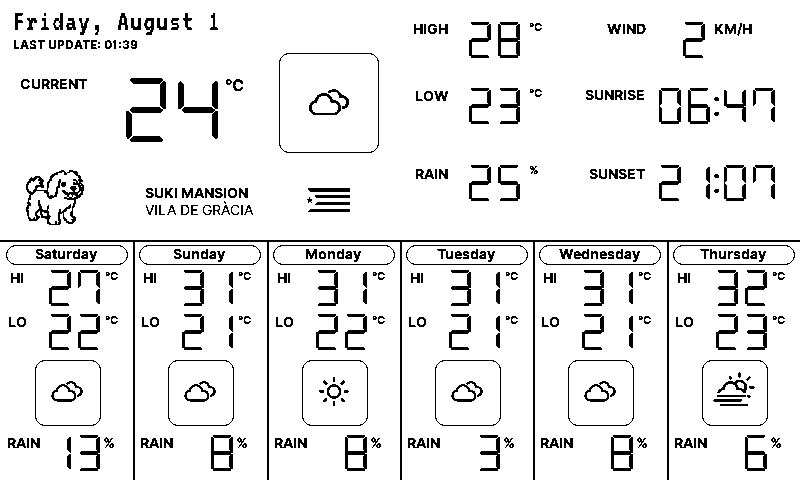 Friday, August 1
LAST UPDATE: 01:39
CURRENT 24 °C
HIGH 28 °C
WIND 2 KM/H
LOW 23 °C
SUNRISE 06:47
RAIN 25 %
SUNSET 21:07
SUKI MANSION
VILA DE GRÀCIA
Saturday
HI 27 °C
LO 22 °C
RAIN 13 %
Sunday
HI 31 °C
LO 21 °C
RAIN 8 %
Monday
HI 31 °C
LO 22 °C
RAIN 8 %
Tuesday
HI 31 °C
LO 21 °C
RAIN 3 %
Wednesday
HI 31 °C
LO 21 °C
RAIN 8 %
Thursday
HI 32 °C
LO 23 °C
RAIN 6 %